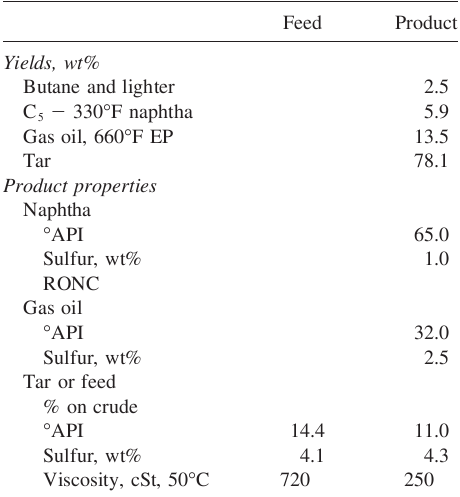 Feed Product
Yields, wt%
Butane and lighter 2.5
C₅ − 330°F naphtha 5.9
Gas oil, 660°F EP 13.5
Tar 78.1
Product properties
Naphtha
°API 65.0
Sulfur, wt% 1.0
RONC
Gas oil
°API 32.0
Sulfur, wt% 2.5
Tar or feed
% on crude
°API 14.4 11.0
Sulfur, wt% 4.1 4.3
Viscosity, cSt, 50°C 720 250